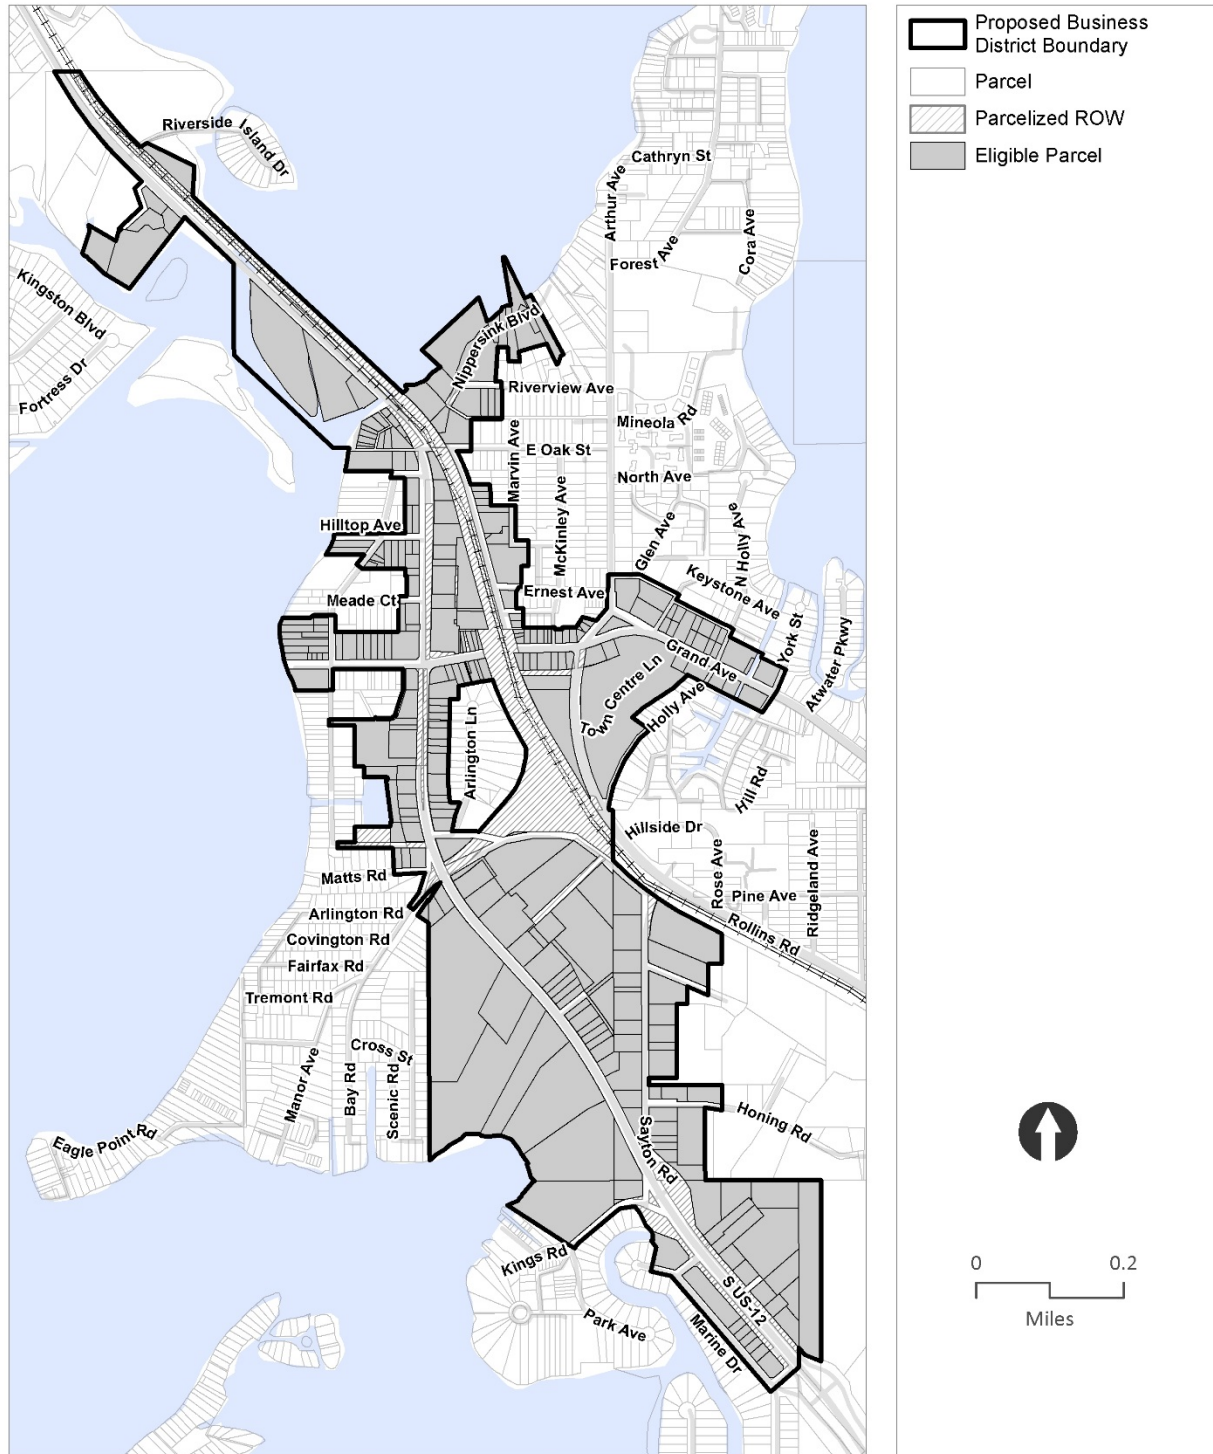 Proposed Business
District Boundary
Parcel
Parcelized ROW
Eligible Parcel
Riverside Island Dr
Cathryn St
Arthur Ave
Forest Ave
Cora Ave
Kingston Blvd
Fortress Dr
Nippersink Blvd
Riverview Ave
Mineola Rd
Marvin Ave
E Oak St
North Ave
McKinley Ave
Hilltop Ave
Glen Ave
N Holly Ave
Keystone Ave
Ernest Ave
Meade Ct
York St
Atwater Pkwy
Grand Ave
Town Centre Ln
Holly Ave
Arlington Ln
Hill Rd
Hillside Dr
Rose Ave
Pine Ave
Ridgeland Ave
Matts Rd
Rollins Rd
Arlington Rd
Covington Rd
Fairfax Rd
Tremont Rd
Cross St
Manor Ave
Bay Rd
Scenic Rd
Eagle Point Rd
Honing Rd
Sayton Rd
Kings Rd
S US-12
Park Ave
Marine Dr
0 0.2
Miles